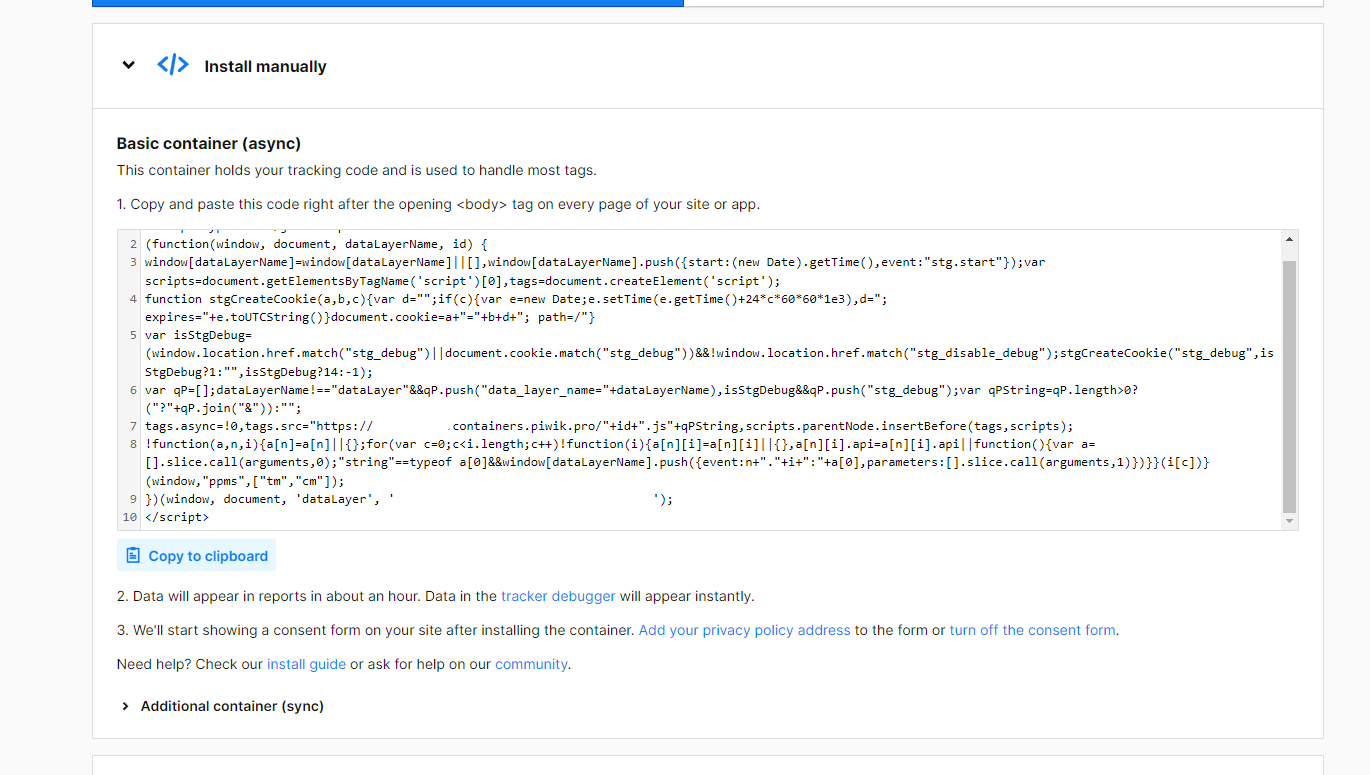 Install manually
Basic container (async)
This container holds your tracking code and is used to handle most tags.
1. Copy and paste this code right after the opening <body> tag on every page of your site or app.
2 (function(window, document, dataLayerName, id) {
3 window[dataLayerName]=window[dataLayerName]||[],window[dataLayerName].push({start:(new Date).getTime(),event:"stg.start"});var
scripts=document.getElementsByTagName('script')[0],tags=document.createElement('script');
4 function stgCreateCookie(a,b,c){var d="";if(c){var e=new Date;e.setTime(e.getTime()+24*c*60*60*1e3),d=";
expires="+e.toUTCString()}document.cookie=a+"="+b+d+"; path=/"}
5 var isStgDebug=
(window.location.href.match("stg_debug")||document.cookie.match("stg_debug"))&&!window.location.href.match("stg_disable_debug");stgCreateCookie("stg_debug",is
StgDebug?1:"",isStgDebug?14:-1);
6 var qP=[];dataLayerName!=="dataLayer"&&qP.push("data_layer_name="+dataLayerName),isStgDebug&&qP.push("stg_debug");var qPString=qP.length>0?
("?"+qP.join("&")):"";
7 tags.async=!0,tags.src="https:// .containers.piwik.pro/"+id+".js"+qPString,scripts.parentNode.insertBefore(tags,scripts);
8 !function(a,n,i){a[n]=a[n]||{};for(var c=0;c<i.length;c++)!function(i){a[n][i]=a[n][i]||{},a[n][i].api=a[n][i].api||function(){var a=
[].slice.call(arguments,0);"string"==typeof a[0]&&window[dataLayerName].push({event:n+"."+i+":"+a[0],parameters:[].slice.call(arguments,1)})}}(i[c])}
(window,"ppms",["tm","cm"]);
9 })(window, document, 'dataLayer', ' ');
10 </script>
Copy to clipboard
2. Data will appear in reports in about an hour. Data in the tracker debugger will appear instantly.
3. We'll start showing a consent form on your site after installing the container. Add your privacy policy address to the form or turn off the consent form.
Need help? Check our install guide or ask for help on our community.
Additional container (sync)